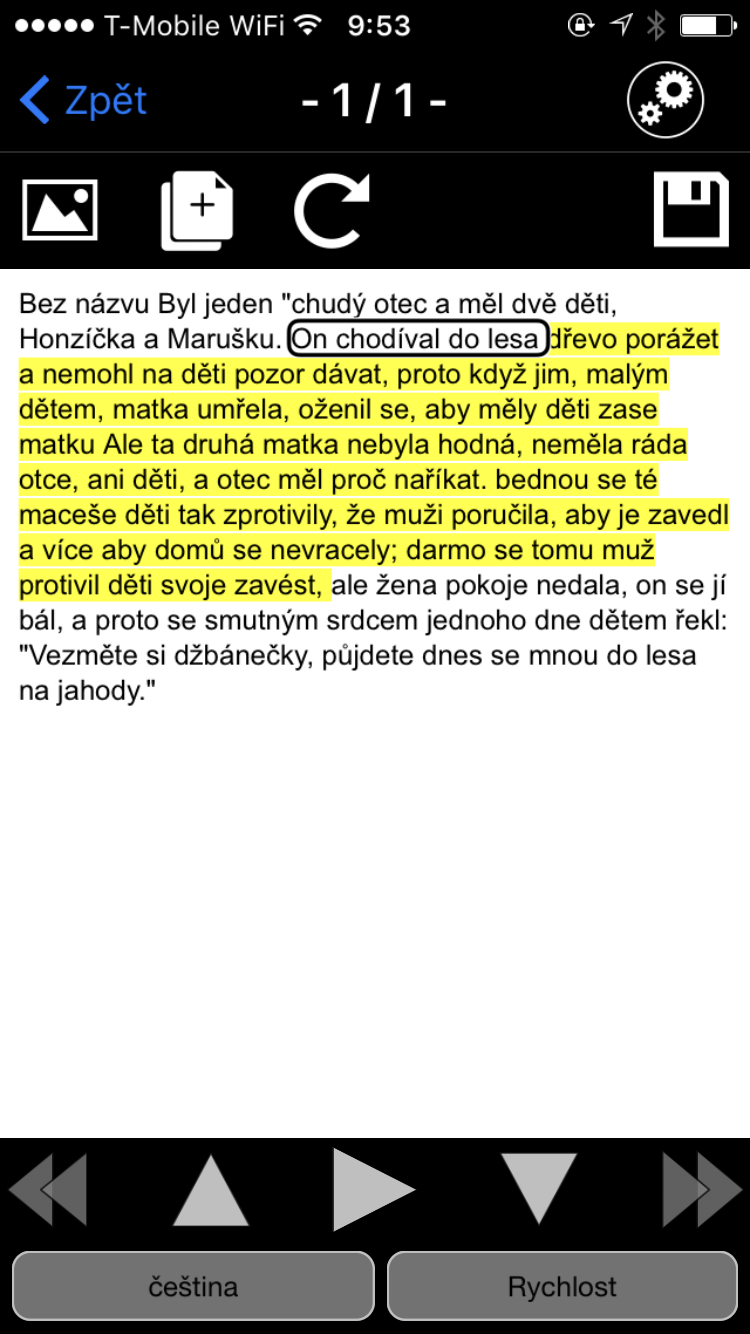 T-Mobile WiFi 9:53
Zpět - 1 / 1 -
Bez názvu Byl jeden "chudý otec a měl dvě děti,
Honzíčka a Marušku. On chodíval do lesa dřevo porážet
a nemohl na děti pozor dávat, proto když jim, malým
dětem, matka umřela, oženil se, aby měly děti zase
matku Ale ta druhá matka nebyla hodná, neměla ráda
otce, ani děti, a otec měl proč naříkat. bednou se té
maceše děti tak zprotivily, že muži poručila, aby je zavedl
a více aby domů se nevracely; darmo se tomu muž
protivil děti svoje zavést, ale žena pokoje nedala, on se jí
bál, a proto se smutným srdcem jednoho dne dětem řekl:
"Vezměte si džbánečky, půjdete dnes se mnou do lesa
na jahody."
čeština Rychlost